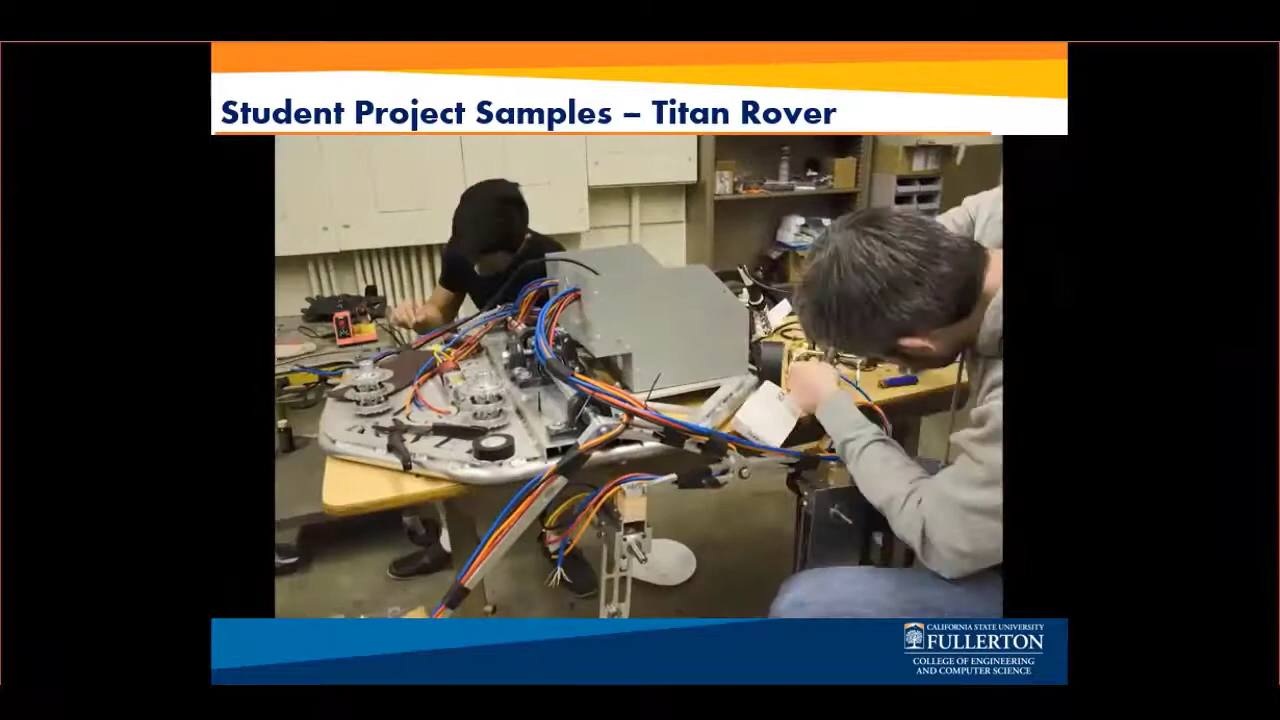 Student Project Samples – Titan Rover
CALIFORNIA STATE UNIVERSITY
FULLERTON
COLLEGE OF ENGINEERING
AND COMPUTER SCIENCE